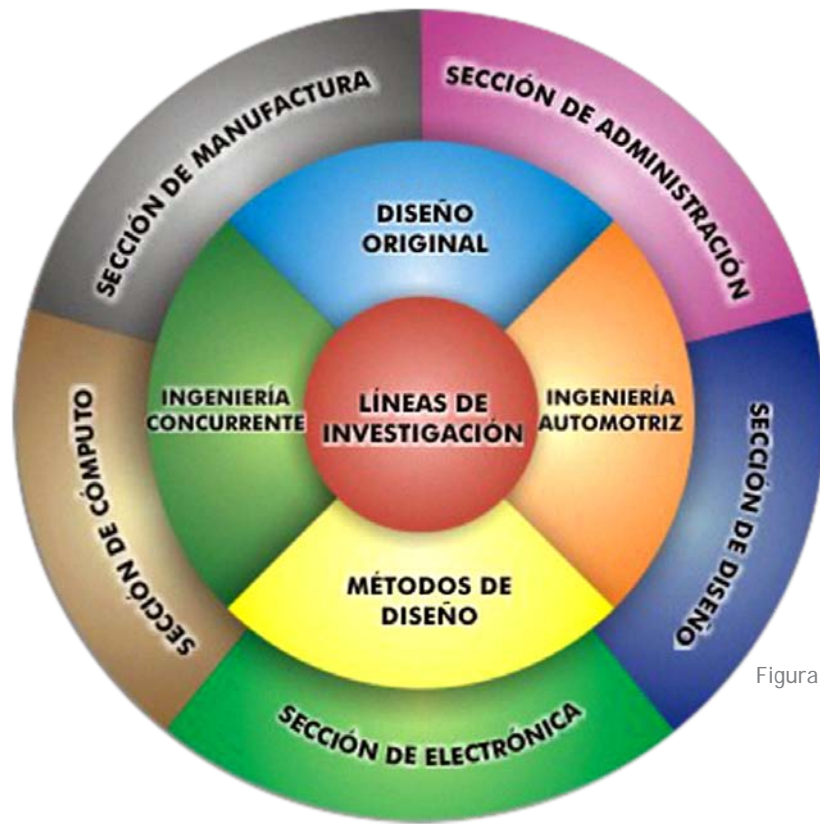 SECCIÓN DE MANUFACTURA
SECCIÓN DE ADMINISTRACIÓN
DISEÑO
ORIGINAL
INGENIERÍA
CONCURRENTE
LÍNEAS DE
INVESTIGACIÓN
INGENIERÍA
AUTOMOTRIZ
SECCIÓN DE CÓMPUTO
SECCIÓN DE DISEÑO
MÉTODOS DE
DISEÑO
SECCIÓN DE ELECTRÓNICA
Figura